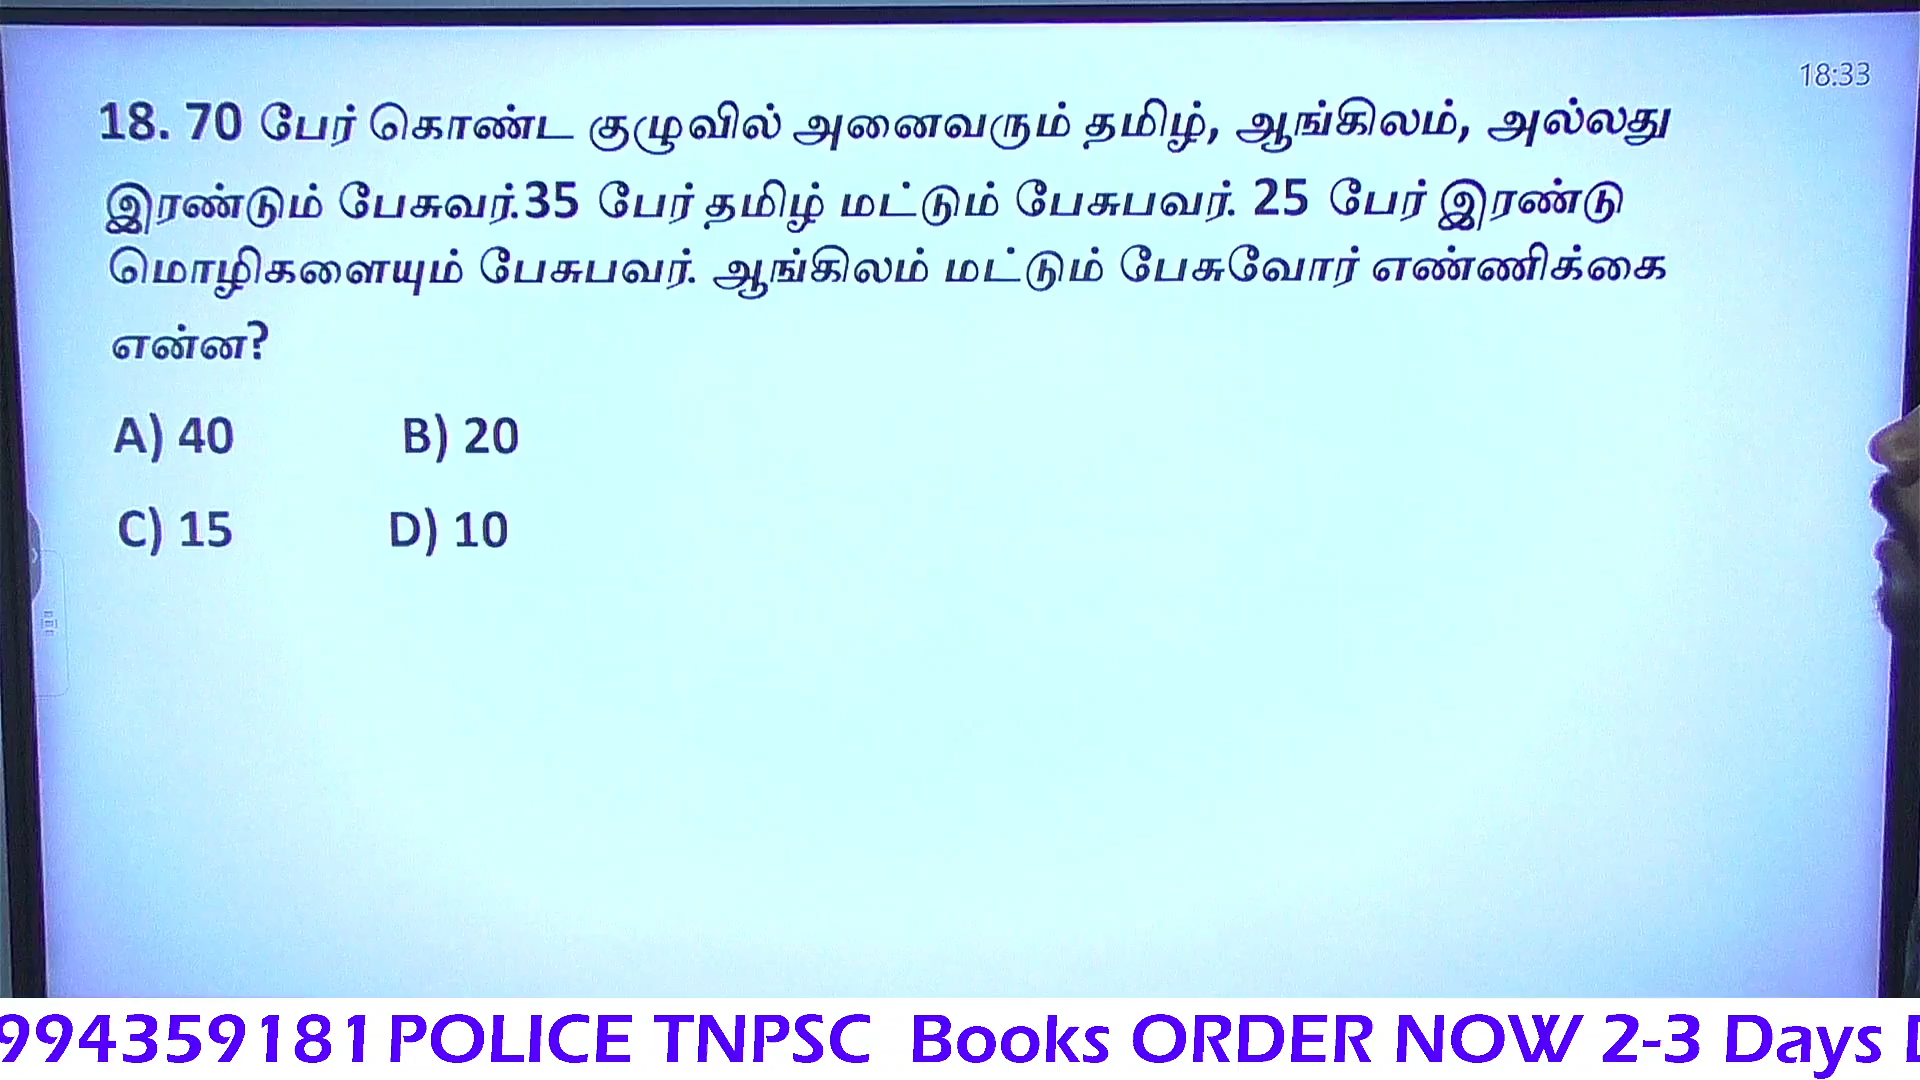 18:33
18. 70 பேர் கொண்ட குழுவில் அனைவரும் தமிழ், ஆங்கிலம், அல்லது
இரண்டும் பேசுவர்.35 பேர் தமிழ் மட்டும் பேசுபவர். 25 பேர் இரண்டு
மொழிகளையும் பேசுபவர். ஆங்கிலம் மட்டும் பேசுவோர் எண்ணிக்கை
என்ன?
A) 40 B) 20
C) 15 D) 10
994359181 POLICE TNPSC Books ORDER NOW 2-3 Days